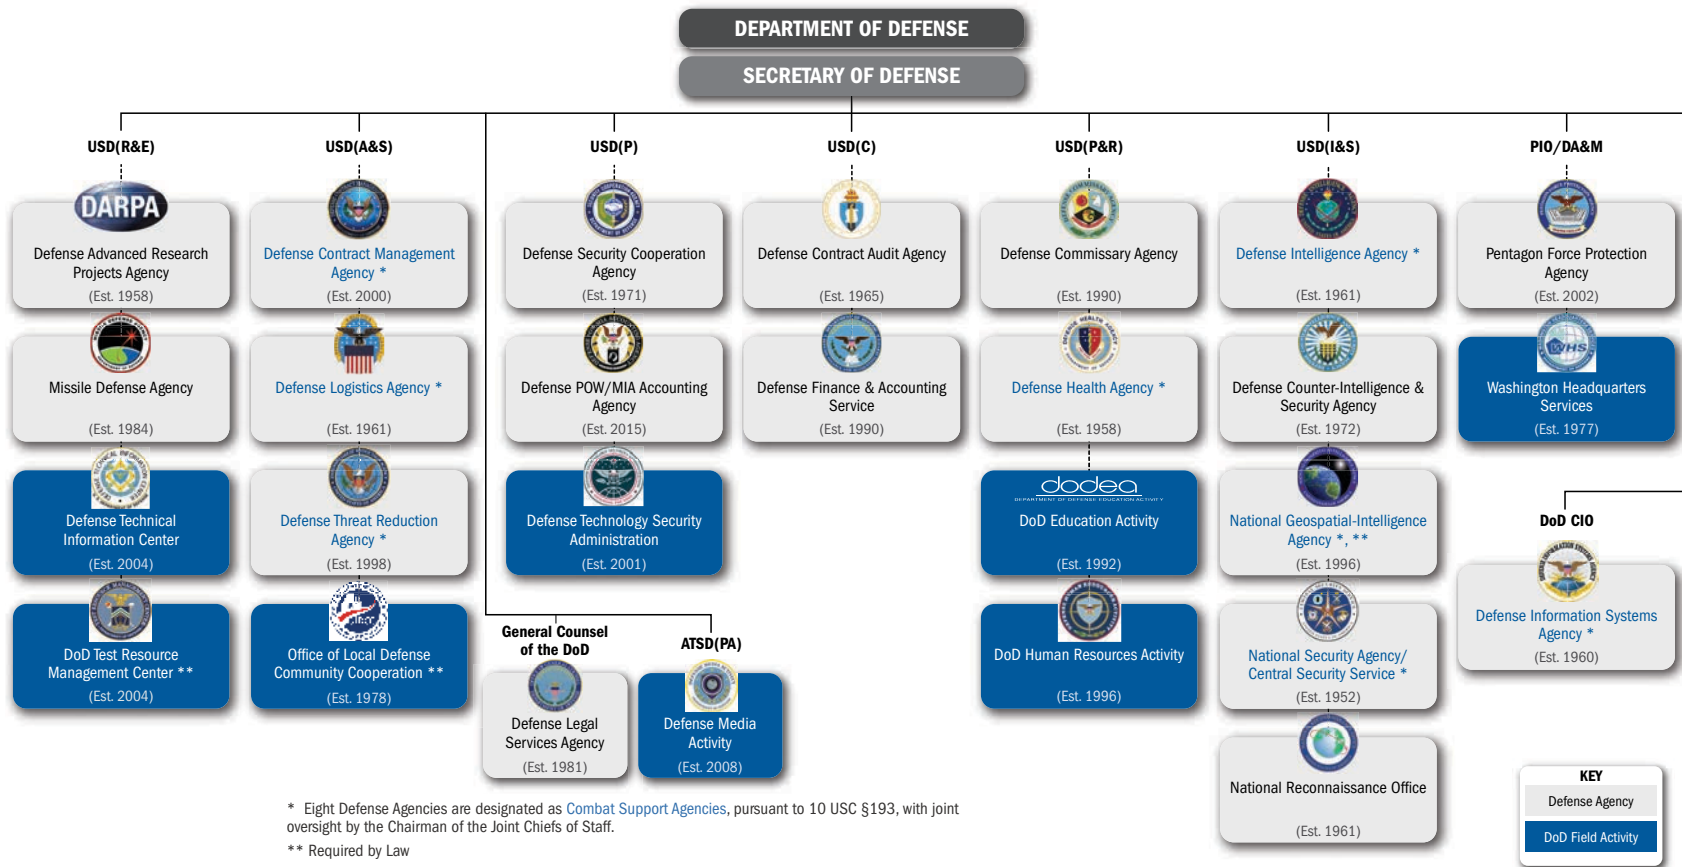 DEPARTMENT OF DEFENSE
SECRETARY OF DEFENSE
USD(R&E)
DARPA
Defense Advanced Research
Projects Agency
(Est. 1958)
Missile Defense Agency
(Est. 1984)
Defense Technical
Information Center
(Est. 2004)
DoD Test Resource
Management Center **
(Est. 2004)
USD(A&S)
Defense Contract Management
Agency *
(Est. 2000)
Defense Logistics Agency *
(Est. 1961)
Defense Threat Reduction
Agency *
(Est. 1998)
Office of Local Defense
Community Cooperation **
(Est. 1978)
USD(P)
Defense Security Cooperation
Agency
(Est. 1971)
Defense POW/MIA Accounting
Agency
(Est. 2015)
Defense Technology Security
Administration
(Est. 2001)
General Counsel
of the DoD
Defense Legal
Services Agency
(Est. 1981)
ATSD(PA)
Defense Media
Activity
(Est. 2008)
USD(C)
Defense Contract Audit Agency
(Est. 1965)
Defense Finance & Accounting
Service
(Est. 1990)
USD(P&R)
Defense Commissary Agency
(Est. 1990)
Defense Health Agency *
(Est. 1958)
dodea
DEPARTMENT OF DEFENSE EDUCATION ACTIVITY
DoD Education Activity
(Est. 1992)
DoD Human Resources Activity
(Est. 1996)
USD(I&S)
Defense Intelligence Agency *
(Est. 1961)
Defense Counter-Intelligence &
Security Agency
(Est. 1972)
National Geospatial-Intelligence
Agency *, **
(Est. 1996)
National Security Agency/
Central Security Service *
(Est. 1952)
National Reconnaissance Office
(Est. 1961)
PIO/DA&M
Pentagon Force Protection
Agency
(Est. 2002)
WHS
Washington Headquarters
Services
(Est. 1977)
DoD CIO
Defense Information Systems
Agency *
(Est. 1960)
* Eight Defense Agencies are designated as Combat Support Agencies, pursuant to 10 USC §193, with joint
oversight by the Chairman of the Joint Chiefs of Staff.
** Required by Law
KEY
Defense Agency
DoD Field Activity